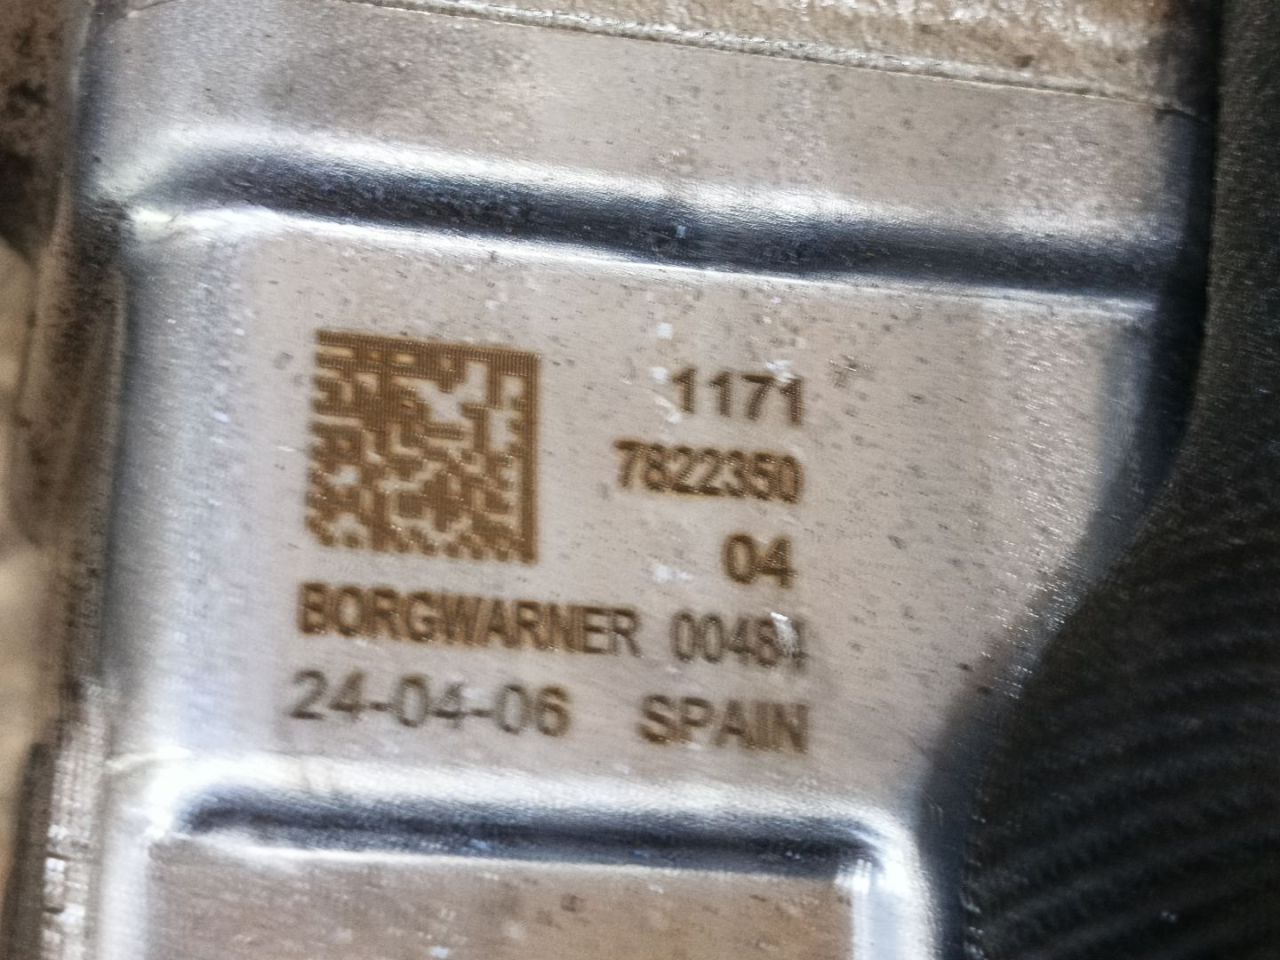 1171
7822350
04
BORGWARNER 00484
24-04-06 SPAIN